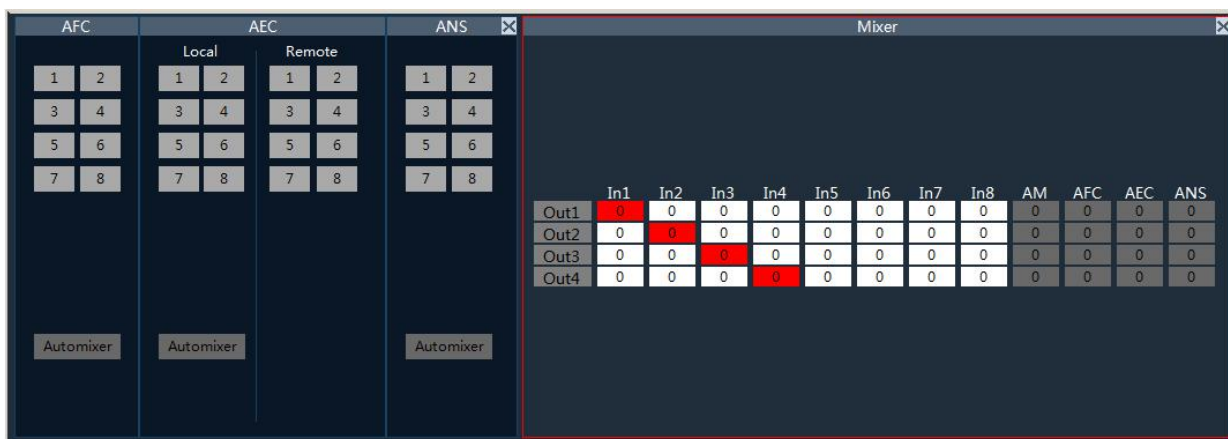 AFC AEC ANS Mixer
Local Remote
1 2 1 2 1 2 1 2
3 4 3 4 3 4 3 4
5 6 5 6 5 6 5 6
7 8 7 8 7 8 7 8
In1 In2 In3 In4 In5 In6 In7 In8 AM AFC AEC ANS
Out1 0 0 0 0 0 0 0 0 0 0 0 0
Out2 0 0 0 0 0 0 0 0 0 0 0 0
Out3 0 0 0 0 0 0 0 0 0 0 0 0
Out4 0 0 0 0 0 0 0 0 0 0 0 0
Automixer Automixer Automixer